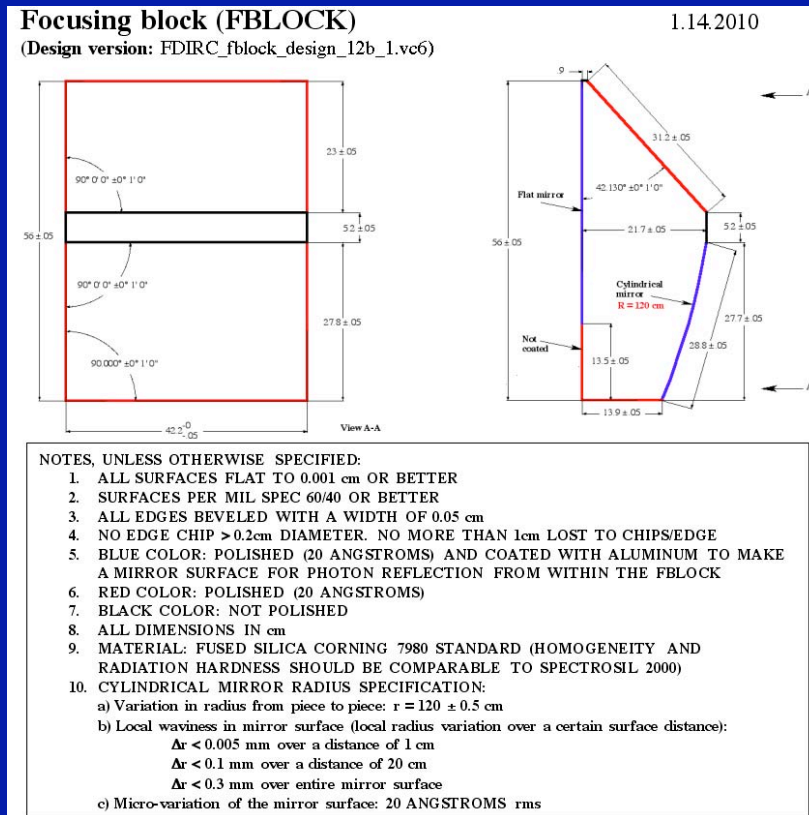 Focusing block (FBLOCK)
1.14.2010
(Design version: FDIRC_fblock_design_12b_1.vc6)
.9
31.2±.05
23±.05
90° 0' 0" ±0° 1' 0"
42.130° ±0° 1' 0"
Flat mirror
56±.05
52±.05
56±.05
21.7±.05
52±.05
90° 0' 0" ±0° 1' 0"
Cylindrical
mirror
R = 120 cm
27.8±.05
27.7±.05
Not
coated
28.8±.05
90.000° ±0° 1' 0"
13.5±.05
13.9±.05
42.2 -0 -.05
View A-A
NOTES, UNLESS OTHERWISE SPECIFIED:
1. ALL SURFACES FLAT TO 0.001 cm OR BETTER
2. SURFACES PER MIL SPEC 60/40 OR BETTER
3. ALL EDGES BEVELED WITH A WIDTH OF 0.05 cm
4. NO EDGE CHIP > 0.2cm DIAMETER. NO MORE THAN 1cm LOST TO CHIPS/EDGE
5. BLUE COLOR: POLISHED (20 ANGSTROMS) AND COATED WITH ALUMINUM TO MAKE
A MIRROR SURFACE FOR PHOTON REFLECTION FROM WITHIN THE FBLOCK
6. RED COLOR: POLISHED (20 ANGSTROMS)
7. BLACK COLOR: NOT POLISHED
8. ALL DIMENSIONS IN cm
9. MATERIAL: FUSED SILICA CORNING 7980 STANDARD (HOMOGENEITY AND
RADIATION HARDNESS SHOULD BE COMPARABLE TO SPECTROSIL 2000)
10. CYLINDRICAL MIRROR RADIUS SPECIFICATION:
a) Variation in radius from piece to piece: r = 120 ± 0.5 cm
b) Local waviness in mirror surface (local radius variation over a certain surface distance):
Δr < 0.005 mm over a distance of 1 cm
Δr < 0.1 mm over a distance of 20 cm
Δr < 0.3 mm over entire mirror surface
c) Micro-variation of the mirror surface: 20 ANGSTROMS rms